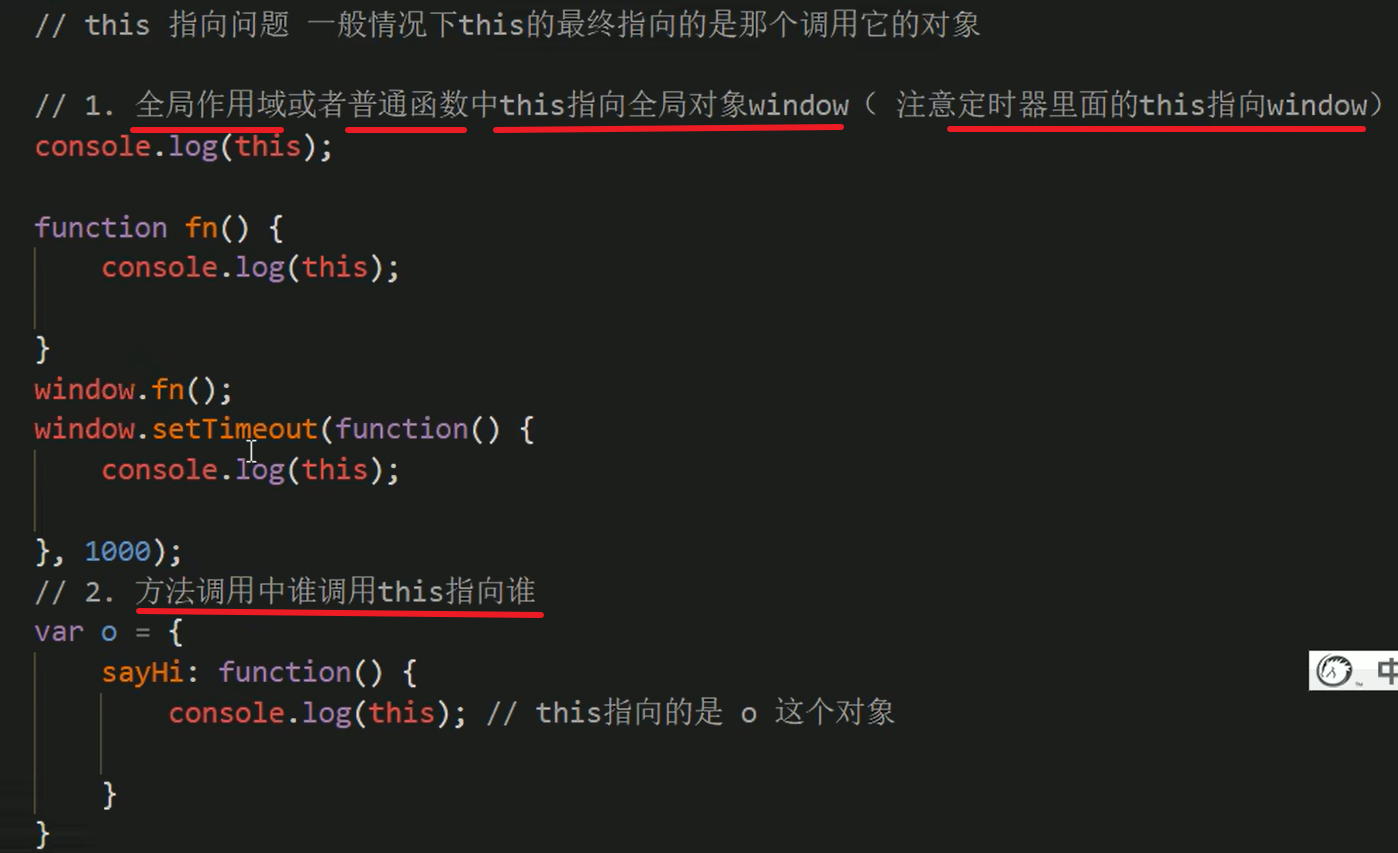 // this 指向问题 一般情况下this的最终指向的是那个调用它的对象
// 1. 全局作用域或者普通函数中this指向全局对象window（ 注意定时器里面的this指向window）
console.log(this);
function fn() {
console.log(this);
}
window.fn();
window.setTimeout(function() {
console.log(this);
}, 1000);
// 2. 方法调用中谁调用this指向谁
var o = {
sayHi: function() {
console.log(this); // this指向的是 o 这个对象
}
}
中